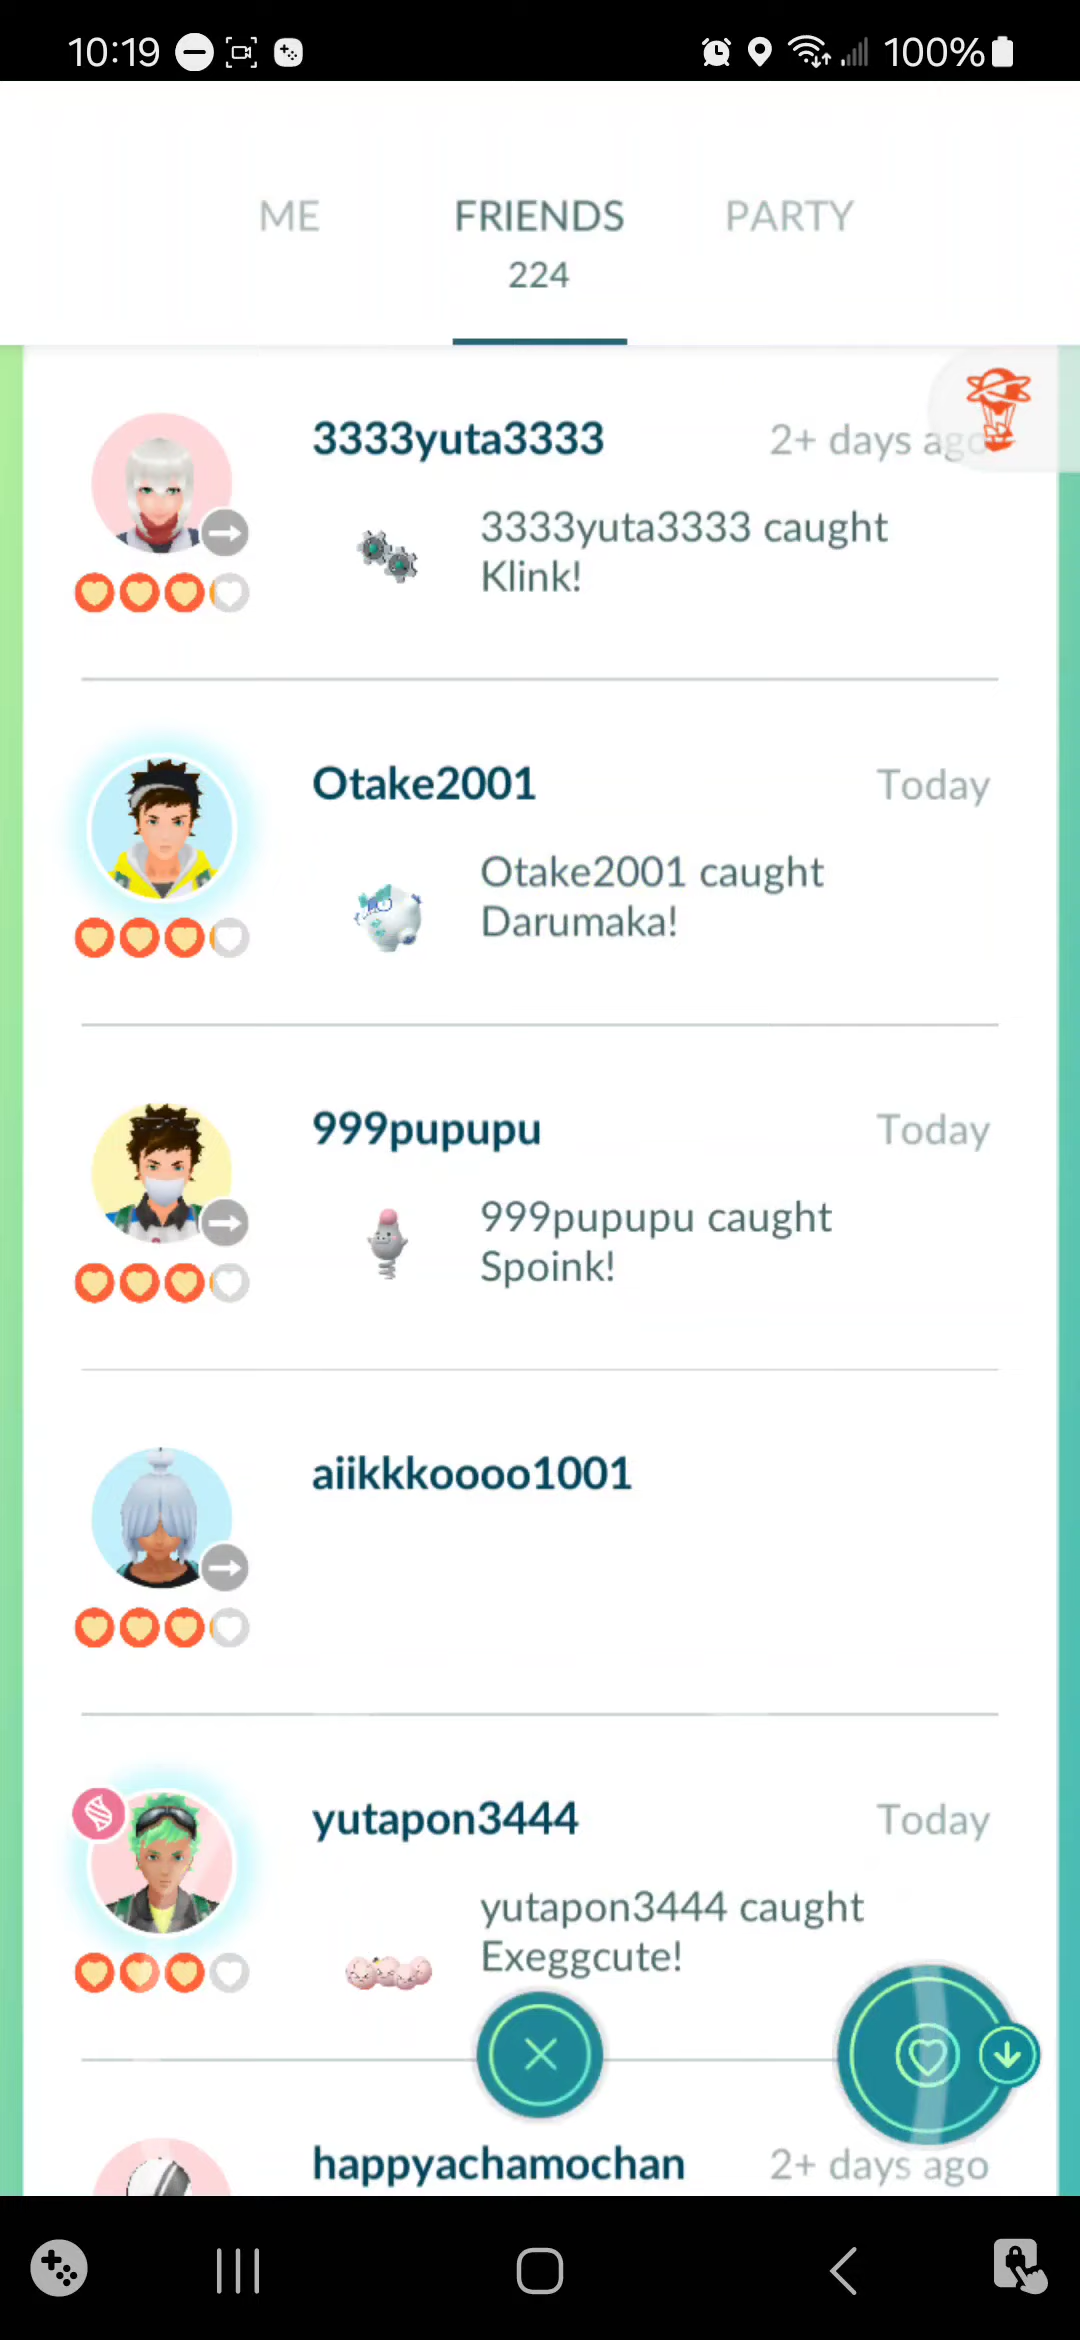 10:19
100%
ME
FRIENDS
PARTY
224
3333yuta3333
2+ days ago
3333yuta3333 caught
Klink!
Otake2001
Today
Otake2001 caught
Darumaka!
999pupupu
Today
999pupupu caught
Spoink!
aiikkkoooo1001
yutapon3444
Today
yutapon3444 caught
Exeggcute!
happyachamochan
2+ days ago